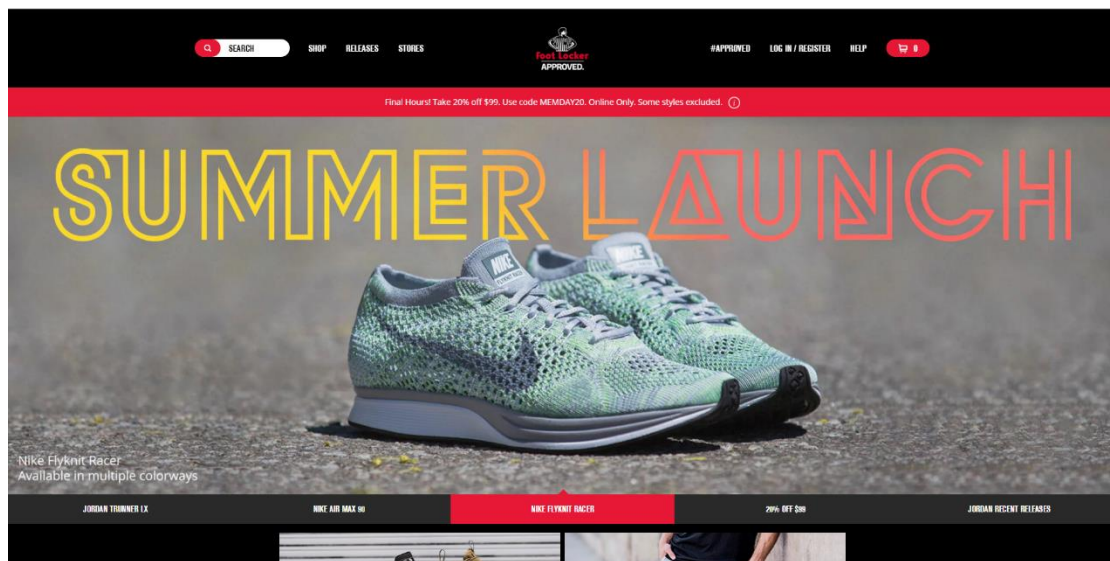 SEARCH
SHOP
RELEASES
STORES
Foot Locker
APPROVED.
#APPROVED
LOG IN / REGISTER
HELP
0
Final Hours! Take 20% off $99. Use code MEMDAY20. Online Only. Some styles excluded. i
SUMMER LAUNCH
NIKE
FLYKNIT RACER
NIKE
Nike Flyknit Racer
Available in multiple colorways
JORDAN TRUNNER LX
NIKE AIR MAX 90
NIKE FLYKNIT RACER
20% OFF $99
JORDAN RECENT RELEASES